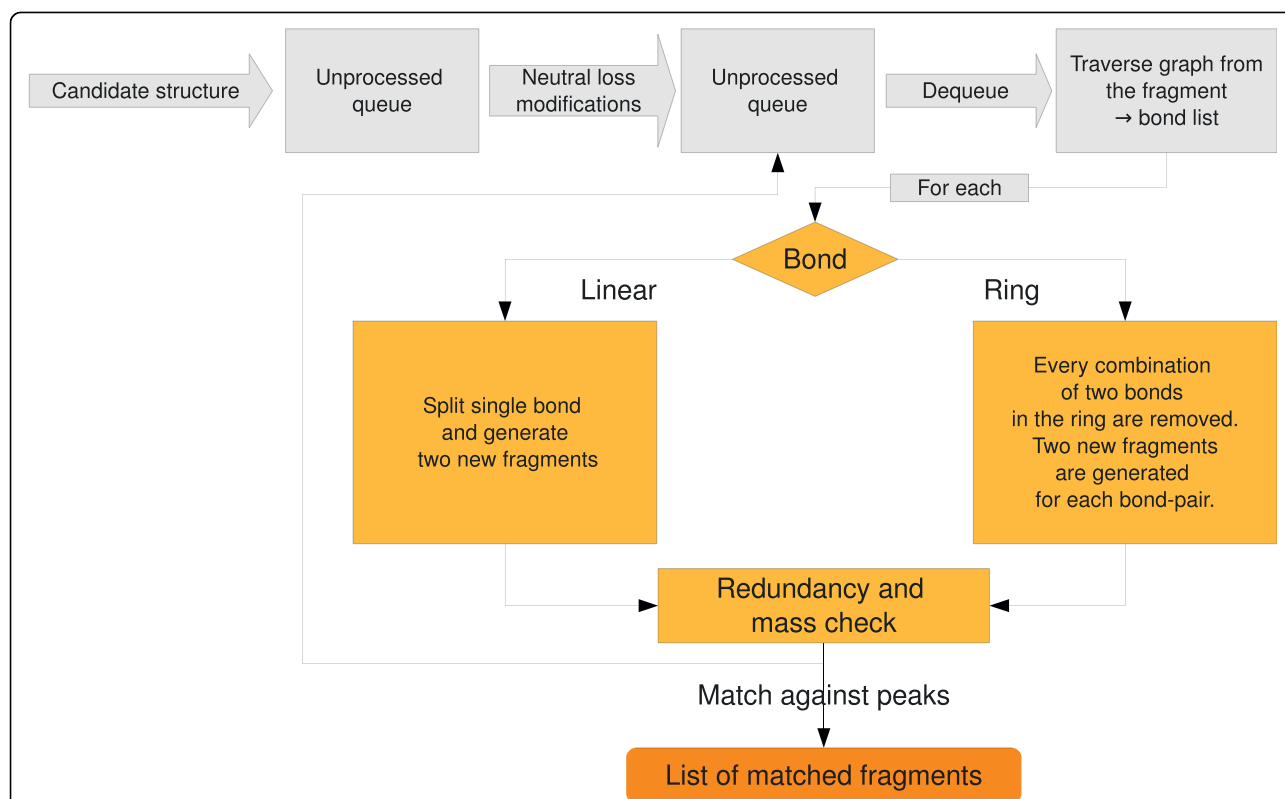 Candidate structure
Unprocessed
queue
Neutral loss
modifications
Unprocessed
queue
Dequeue
Traverse graph from
the fragment
→ bond list
For each
Bond
Linear
Ring
Split single bond
and generate
two new fragments
Every combination
of two bonds
in the ring are removed.
Two new fragments
are generated
for each bond-pair.
Redundancy and
mass check
Match against peaks
List of matched fragments